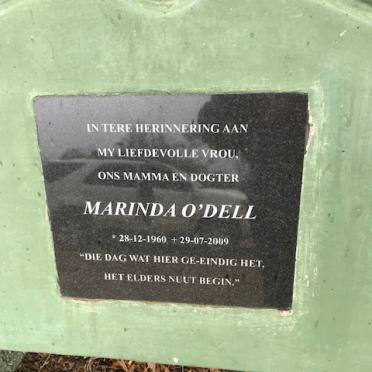 IN TERE HERINNERING AAN
MY LIEFDEVOLLE VROU,
ONS MAMMA EN DOGTER
MARINDA O'DELL
* 28-12-1960 + 29-07-2009
“DIE DAG WAT HIER GE-EINDIG HET,
HET ELDERS NUUT BEGIN.”